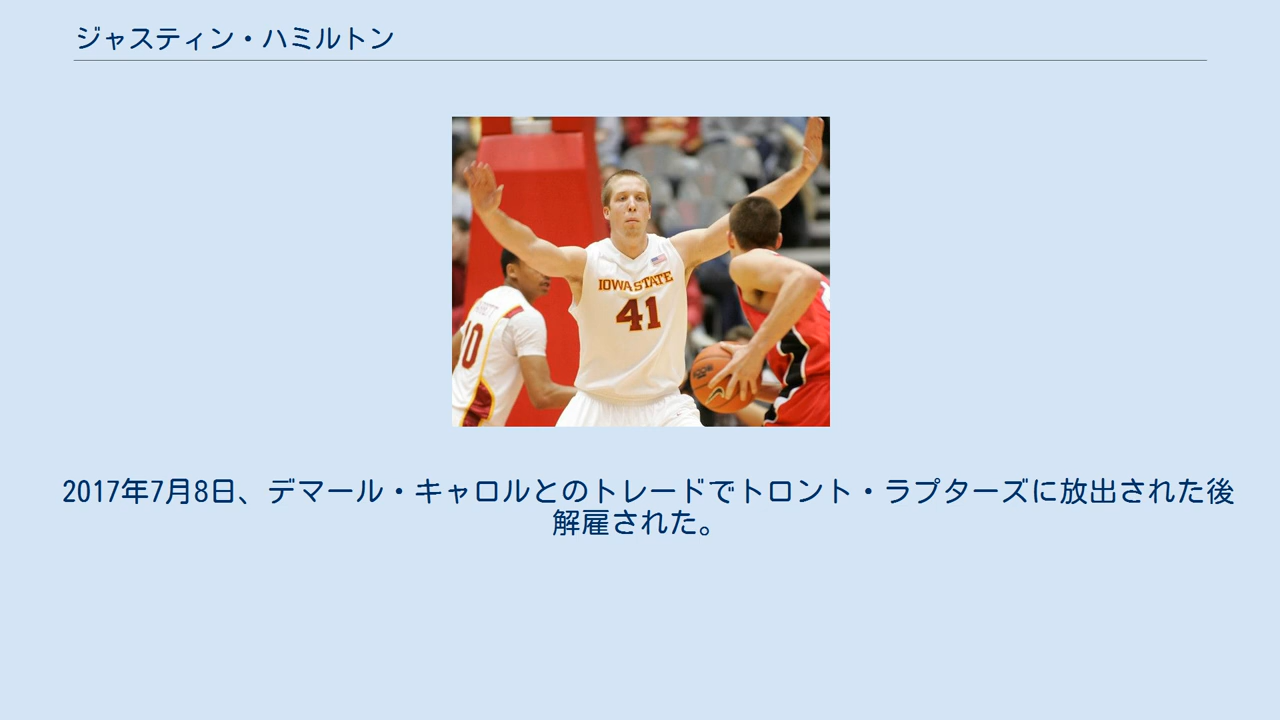 ジャスティン・ハミルトン
IOWA STATE
41
10
2017年7月8日、デマール・キャロルとのトレードでトロント・ラプターズに放出された後
解雇された。